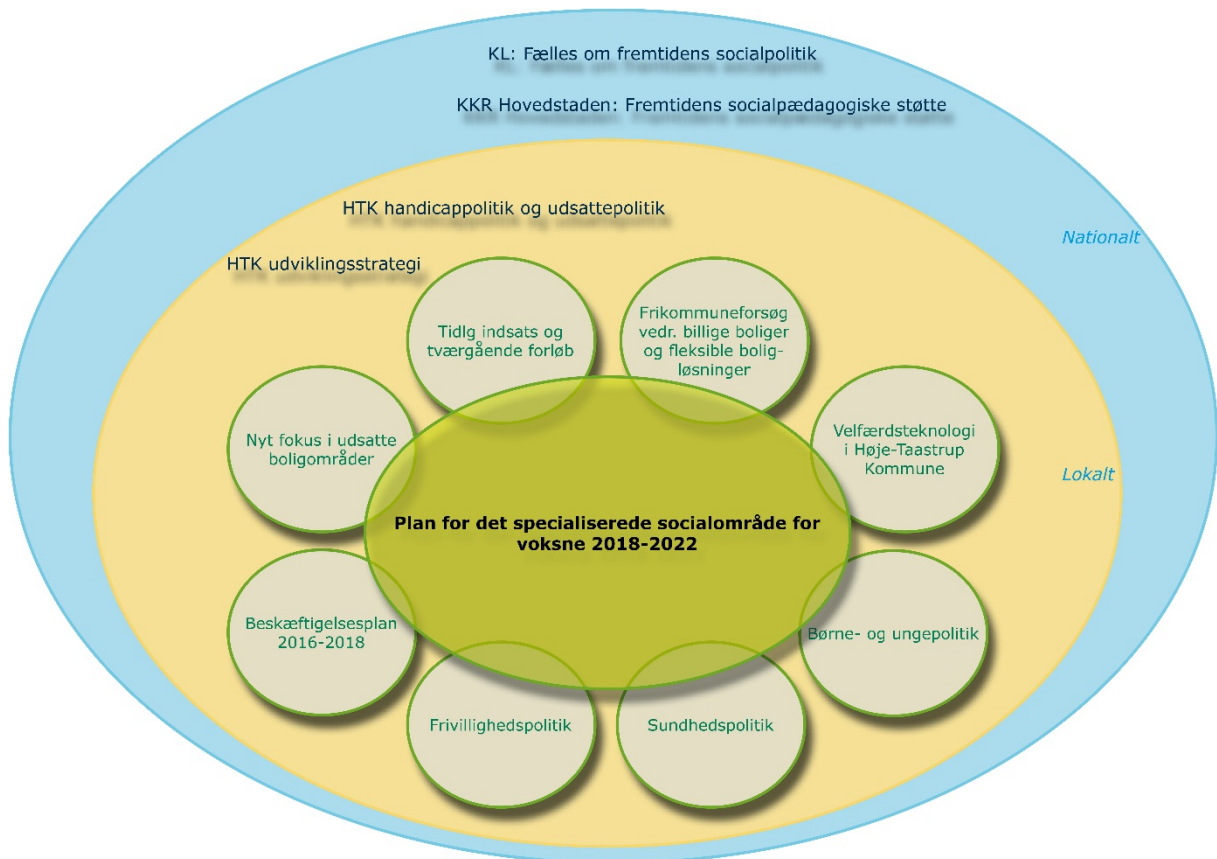 KL: Fælles om fremtidens socialpolitik
KKR Hovedstaden: Fremtidens socialpædagogiske støtte
HTK handicappolitik og udsattepolitik
Nationalt
HTK udviklingsstrategi
Tidlg indsats og
tværgående forløb
Frikommuneforsøg
vedr. billige boliger
og fleksible bolig-
løsninger
Nyt fokus i udsatte
boligområder
Velfærdsteknologi
i Høje-Taastrup
Kommune
Lokalt
Plan for det specialiserede socialområde for
voksne 2018-2022
Beskæftigelsesplan
2016-2018
Børne- og ungepolitik
Frivillighedspolitik
Sundhedspolitik